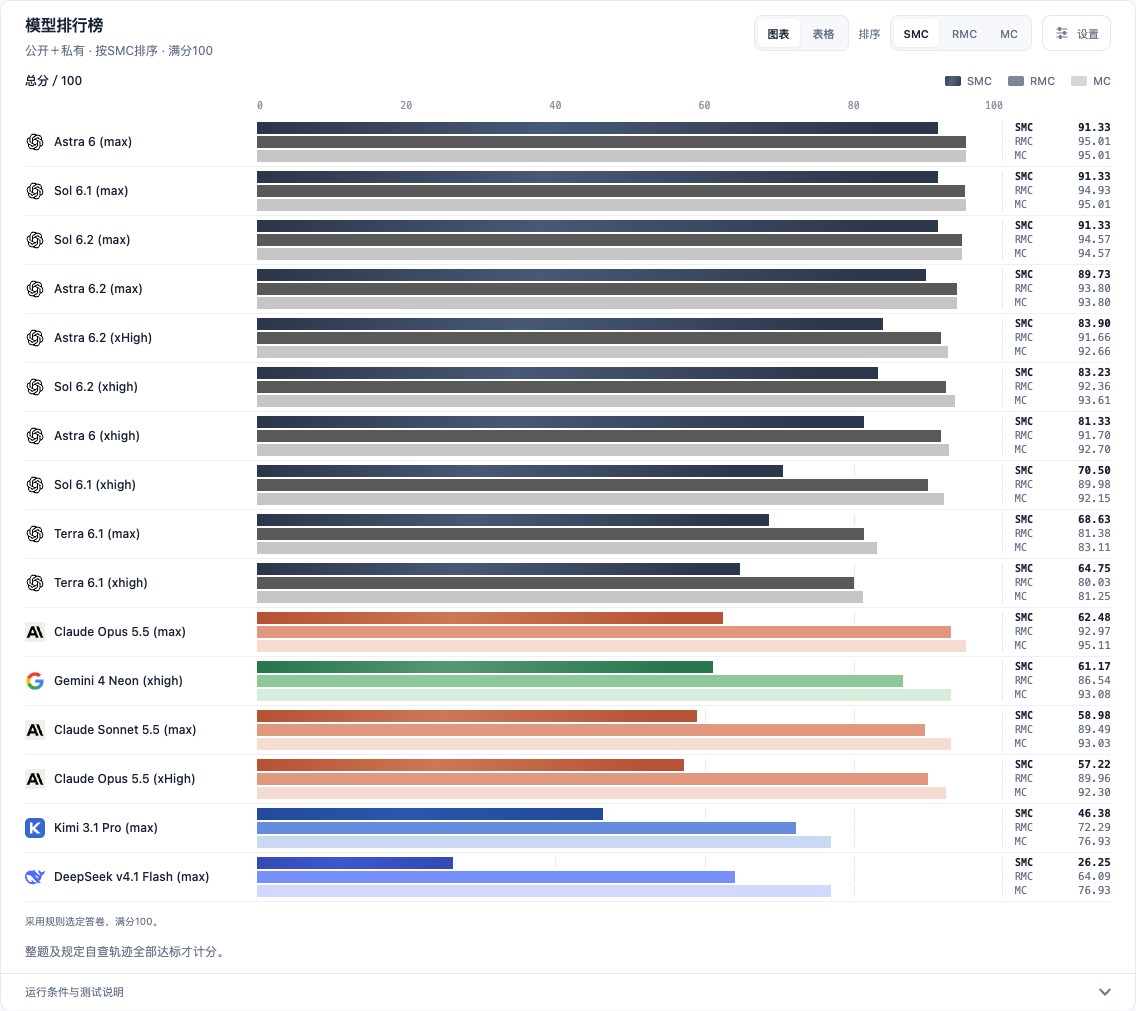 模型排行榜
公开＋私有 · 按SMC排序 · 满分100
图表 表格 排序 SMC RMC MC 设置
总分 / 100
SMC RMC MC
0 20 40 60 80 100
Astra 6 (max)
SMC 91.33
RMC 95.01
MC 95.01
Sol 6.1 (max)
SMC 91.33
RMC 94.93
MC 95.01
Sol 6.2 (max)
SMC 91.33
RMC 94.57
MC 94.57
Astra 6.2 (max)
SMC 89.73
RMC 93.80
MC 93.80
Astra 6.2 (xHigh)
SMC 83.90
RMC 91.66
MC 92.66
Sol 6.2 (xhigh)
SMC 83.23
RMC 92.36
MC 93.61
Astra 6 (xhigh)
SMC 81.33
RMC 91.70
MC 92.70
Sol 6.1 (xhigh)
SMC 70.50
RMC 89.98
MC 92.15
Terra 6.1 (max)
SMC 68.63
RMC 81.38
MC 83.11
Terra 6.1 (xhigh)
SMC 64.75
RMC 80.03
MC 81.25
Claude Opus 5.5 (max)
SMC 62.48
RMC 92.97
MC 95.11
Gemini 4 Neon (xhigh)
SMC 61.17
RMC 86.54
MC 93.08
Claude Sonnet 5.5 (max)
SMC 58.98
RMC 89.49
MC 93.03
Claude Opus 5.5 (xHigh)
SMC 57.22
RMC 89.96
MC 92.30
Kimi 3.1 Pro (max)
SMC 46.38
RMC 72.29
MC 76.93
DeepSeek v4.1 Flash (max)
SMC 26.25
RMC 64.09
MC 76.93
采用规则选定答卷，满分100。
整题及规定自查轨迹全部达标才计分。
运行条件与测试说明